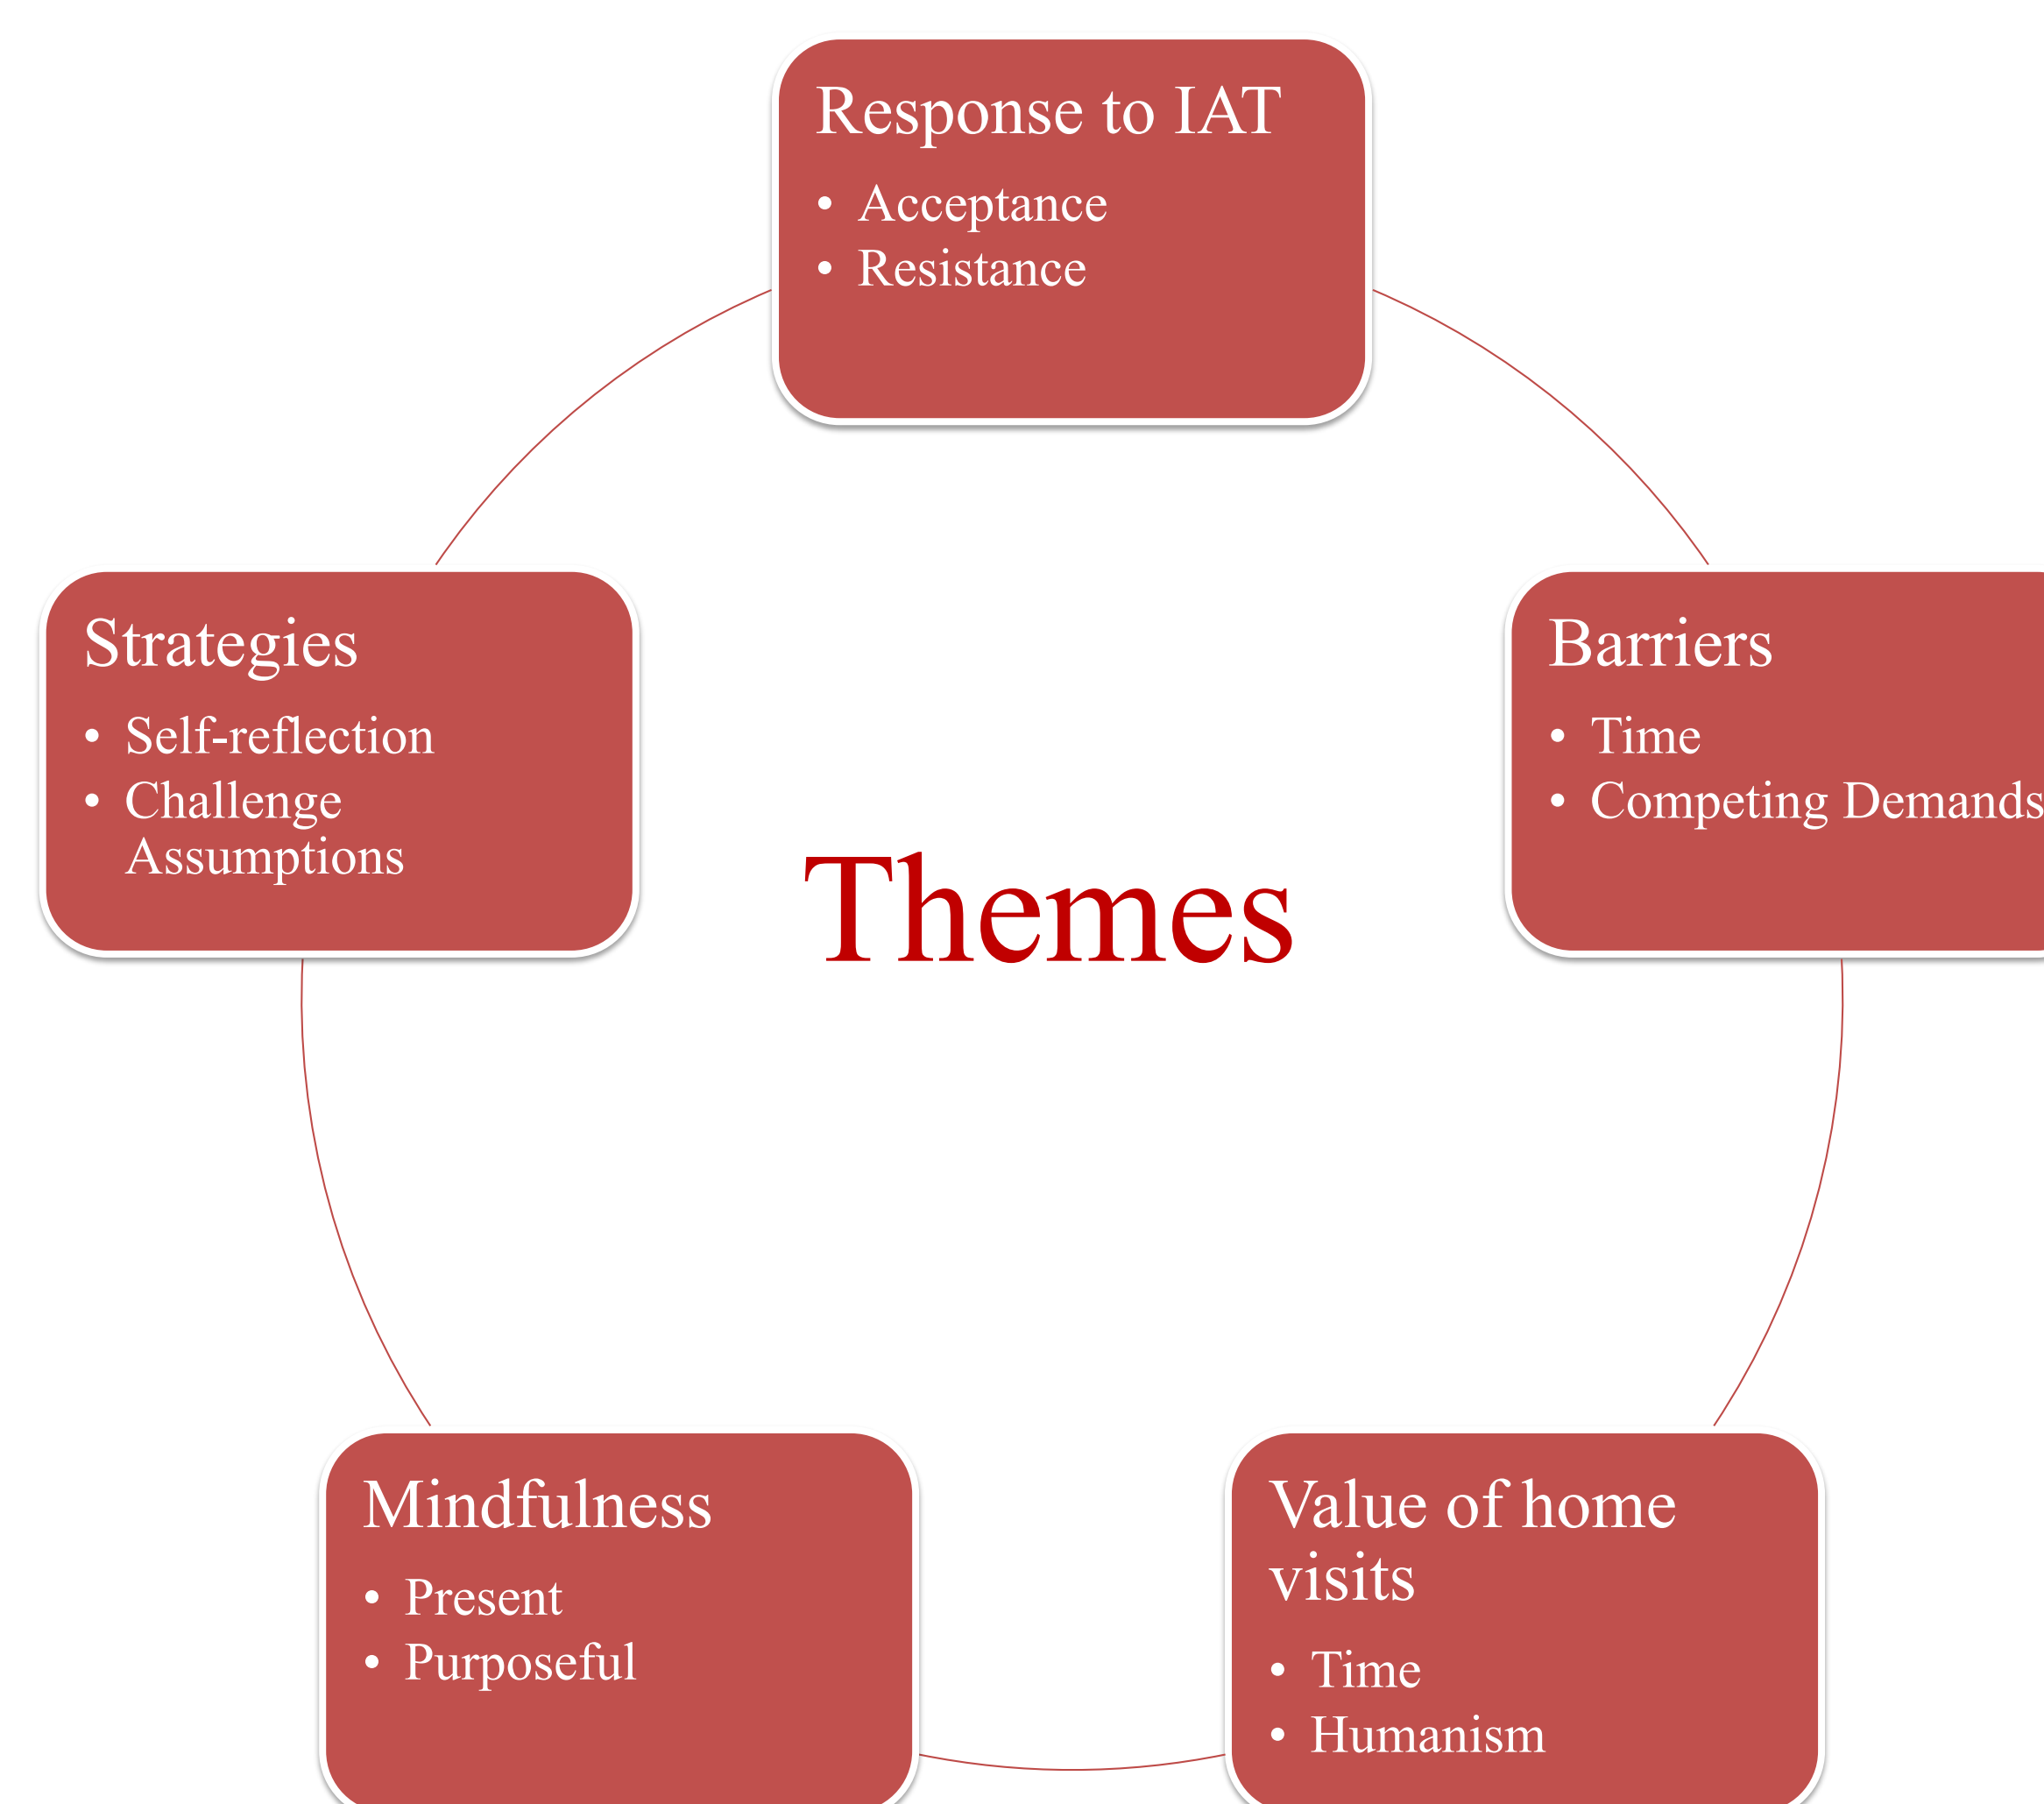 Response to IAT
• Acceptance
• Resistance
Strategies
• Self-reflection
• Challenge
Assumptions
Barriers
• Time
• Competing Demands
Themes
Mindfulness
• Present
• Purposeful
Value of home
visits
• Time
• Humanism